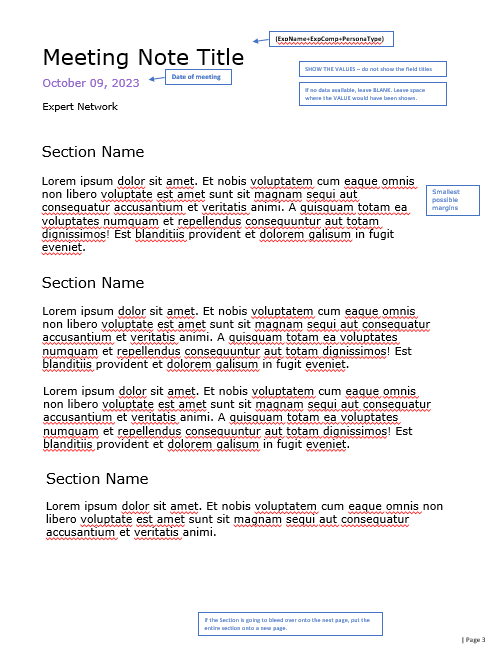 (ExpName+ExpComp+PersonaType)
Meeting Note Title
SHOW THE VALUES – do not show the field titles
October 09, 2023
Date of meeting
If no data available, leave BLANK. Leave space
where the VALUE would have been shown.
Expert Network
Section Name
Lorem ipsum dolor sit amet. Et nobis voluptatem cum eaque omnis
non libero voluptate est amet sunt sit magnam sequi aut
consequatur accusantium et veritatis animi. A quisquam totam ea
voluptates numquam et repellendus consequuntur aut totam
dignissimos! Est blanditiis provident et dolorem galisum in fugit
eveniet.
Smallest
possible
margins
Section Name
Lorem ipsum dolor sit amet. Et nobis voluptatem cum eaque omnis
non libero voluptate est amet sunt sit magnam sequi aut consequatur
accusantium et veritatis animi. A quisquam totam ea voluptates
numquam et repellendus consequuntur aut totam dignissimos! Est
blanditiis provident et dolorem galisum in fugit eveniet.
Lorem ipsum dolor sit amet. Et nobis voluptatem cum eaque omnis
non libero voluptate est amet sunt sit magnam sequi aut consequatur
accusantium et veritatis animi. A quisquam totam ea voluptates
numquam et repellendus consequuntur aut totam dignissimos! Est
blanditiis provident et dolorem galisum in fugit eveniet.
Section Name
Lorem ipsum dolor sit amet. Et nobis voluptatem cum eaque omnis non
libero voluptate est amet sunt sit magnam sequi aut consequatur
accusantium et veritatis animi.
If the Section is going to bleed over onto the next page, put the
entire section onto a new page.
| Page 3